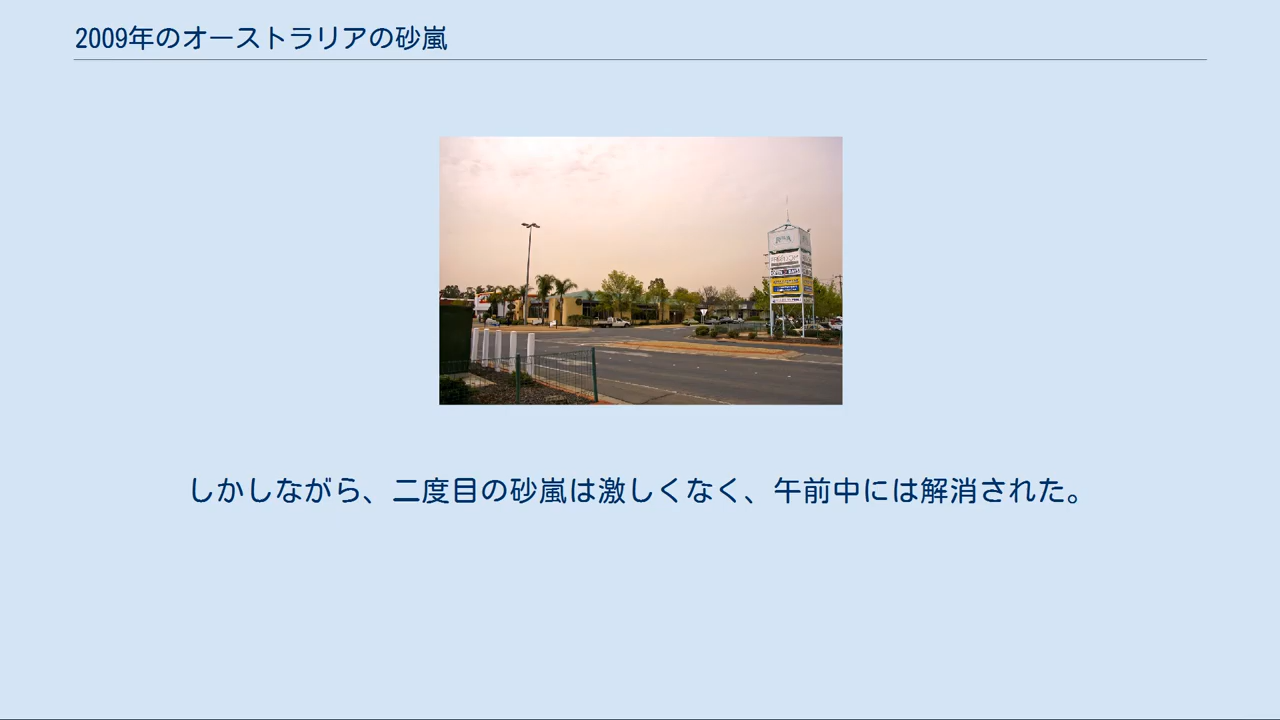 2009年のオーストラリアの砂嵐
しかしながら、二度目の砂嵐は激しくなく、午前中には解消された。